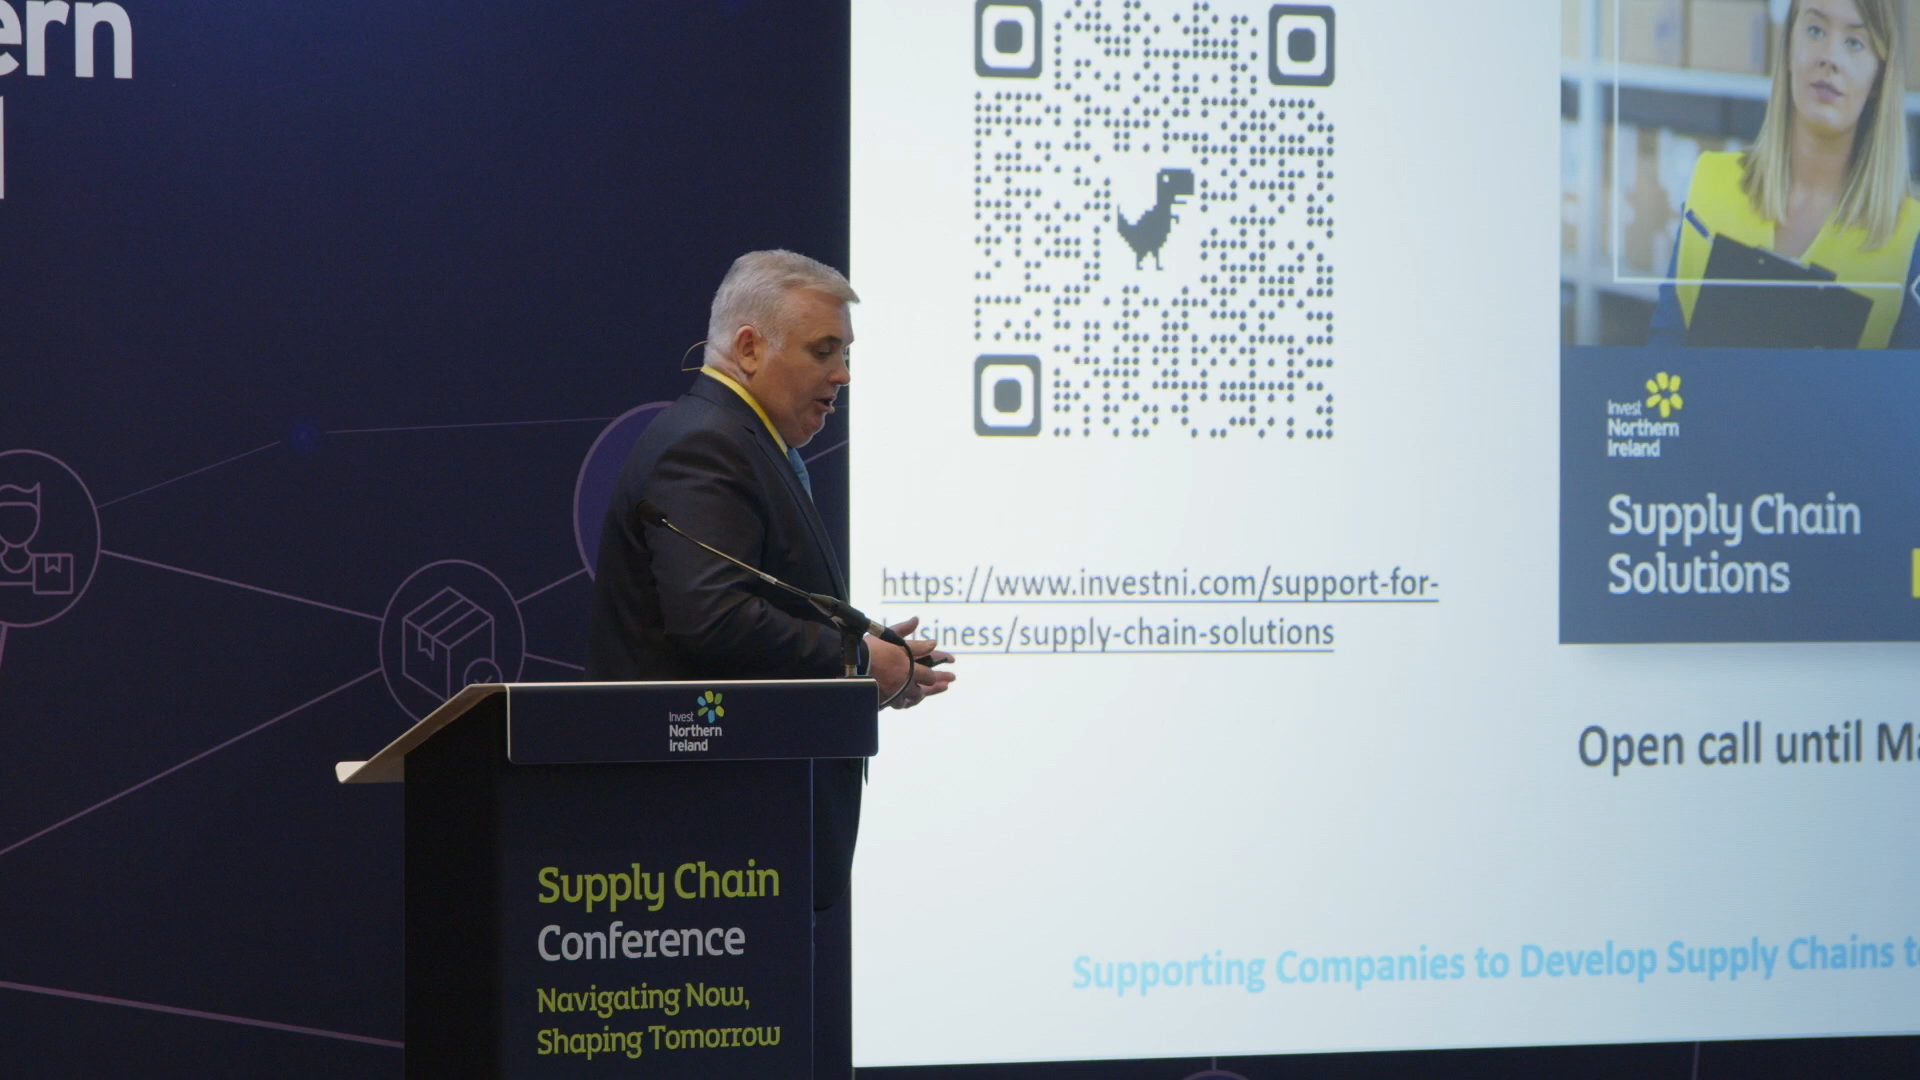 ern
https://www.investni.com/support-for-
business/supply-chain-solutions
Invest
Northern
Ireland
Supply Chain
Solutions
Open call until
Supporting Companies to Develop Supply Chains
Invest
Northern
Ireland
Supply Chain
Conference
Navigating Now,
Shaping Tomorrow